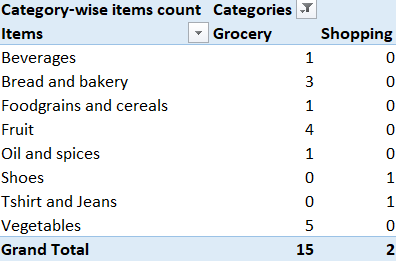 Category-wise items count Categories
Items Grocery Shopping
Beverages 1 0
Bread and bakery 3 0
Foodgrains and cereals 1 0
Fruit 4 0
Oil and spices 1 0
Shoes 0 1
Tshirt and Jeans 0 1
Vegetables 5 0
Grand Total 15 2